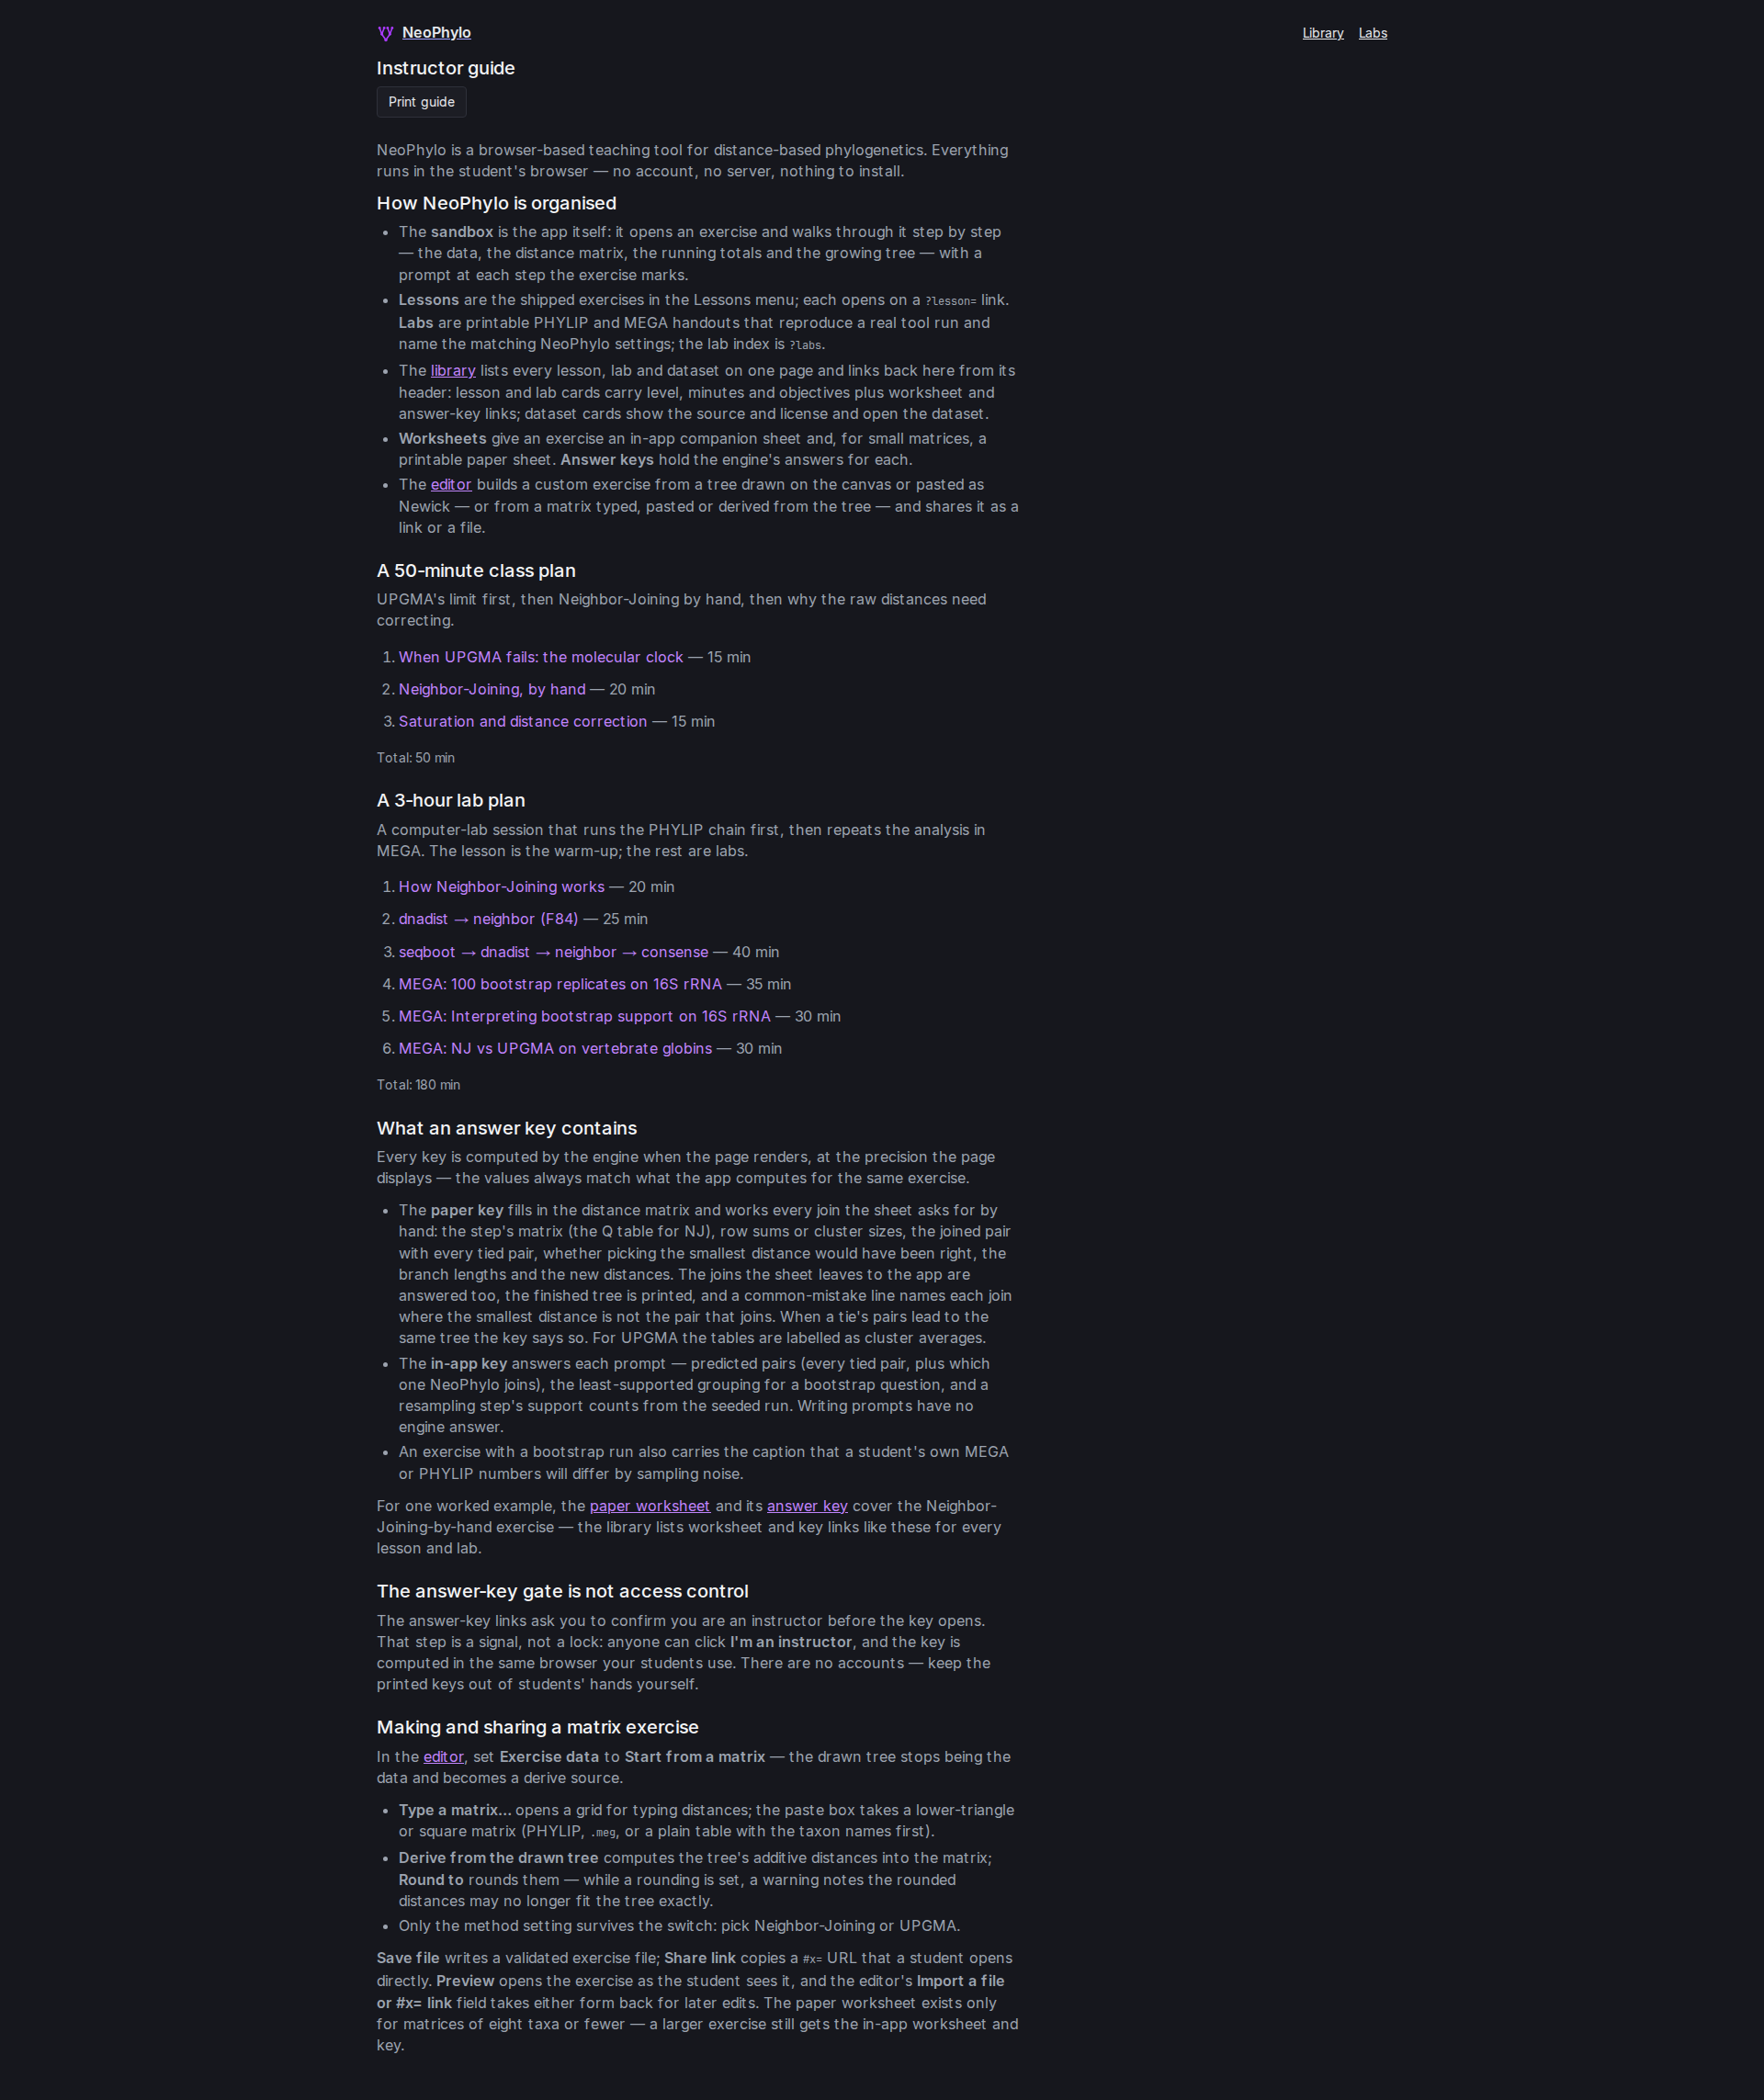 NeoPhylo
Library Labs
Instructor guide
Print guide
NeoPhylo is a browser-based teaching tool for distance-based phylogenetics. Everything
runs in the student's browser — no account, no server, nothing to install.
How NeoPhylo is organised
• The sandbox is the app itself: it opens an exercise and walks through it step by step
— the data, the distance matrix, the running totals and the growing tree — with a
prompt at each step the exercise marks.
• Lessons are the shipped exercises in the Lessons menu; each opens on a ?lesson= link.
Labs are printable PHYLIP and MEGA handouts that reproduce a real tool run and
name the matching NeoPhylo settings; the lab index is ?labs.
• The library lists every lesson, lab and dataset on one page and links back here from its
header: lesson and lab cards carry level, minutes and objectives plus worksheet and
answer-key links; dataset cards show the source and license and open the dataset.
• Worksheets give an exercise an in-app companion sheet and, for small matrices, a
printable paper sheet. Answer keys hold the engine's answers for each.
• The editor builds a custom exercise from a tree drawn on the canvas or pasted as
Newick — or from a matrix typed, pasted or derived from the tree — and shares it as a
link or a file.
A 50-minute class plan
UPGMA's limit first, then Neighbor-Joining by hand, then why the raw distances need
correcting.
1. When UPGMA fails: the molecular clock — 15 min
2. Neighbor-Joining, by hand — 20 min
3. Saturation and distance correction — 15 min
Total: 50 min
A 3-hour lab plan
A computer-lab session that runs the PHYLIP chain first, then repeats the analysis in
MEGA. The lesson is the warm-up; the rest are labs.
1. How Neighbor-Joining works — 20 min
2. dnadist → neighbor (F84) — 25 min
3. seqboot → dnadist → neighbor → consense — 40 min
4. MEGA: 100 bootstrap replicates on 16S rRNA — 35 min
5. MEGA: Interpreting bootstrap support on 16S rRNA — 30 min
6. MEGA: NJ vs UPGMA on vertebrate globins — 30 min
Total: 180 min
What an answer key contains
Every key is computed by the engine when the page renders, at the precision the page
displays — the values always match what the app computes for the same exercise.
• The paper key fills in the distance matrix and works every join the sheet asks for by
hand: the step's matrix (the Q table for NJ), row sums or cluster sizes, the joined pair
with every tied pair, whether picking the smallest distance would have been right, the
branch lengths and the new distances. The joins the sheet leaves to the app are
answered too, the finished tree is printed, and a common-mistake line names each join
where the smallest distance is not the pair that joins. When a tie's pairs lead to the
same tree the key says so. For UPGMA the tables are labelled as cluster averages.
• The in-app key answers each prompt — predicted pairs (every tied pair, plus which
one NeoPhylo joins), the least-supported grouping for a bootstrap question, and a
resampling step's support counts from the seeded run. Writing prompts have no
engine answer.
• An exercise with a bootstrap run also carries the caption that a student's own MEGA
or PHYLIP numbers will differ by sampling noise.
For one worked example, the paper worksheet and its answer key cover the Neighbor-
Joining-by-hand exercise — the library lists worksheet and key links like these for every
lesson and lab.
The answer-key gate is not access control
The answer-key links ask you to confirm you are an instructor before the key opens.
That step is a signal, not a lock: anyone can click I'm an instructor, and the key is
computed in the same browser your students use. There are no accounts — keep the
printed keys out of students' hands yourself.
Making and sharing a matrix exercise
In the editor, set Exercise data to Start from a matrix — the drawn tree stops being the
data and becomes a derive source.
• Type a matrix... opens a grid for typing distances; the paste box takes a lower-triangle
or square matrix (PHYLIP, .meg, or a plain table with the taxon names first).
• Derive from the drawn tree computes the tree's additive distances into the matrix;
Round to rounds them — while a rounding is set, a warning notes the rounded
distances may no longer fit the tree exactly.
• Only the method setting survives the switch: pick Neighbor-Joining or UPGMA.
Save file writes a validated exercise file; Share link copies a #x= URL that a student opens
directly. Preview opens the exercise as the student sees it, and the editor's Import a file
or #x= link field takes either form back for later edits. The paper worksheet exists only
for matrices of eight taxa or fewer — a larger exercise still gets the in-app worksheet and
key.